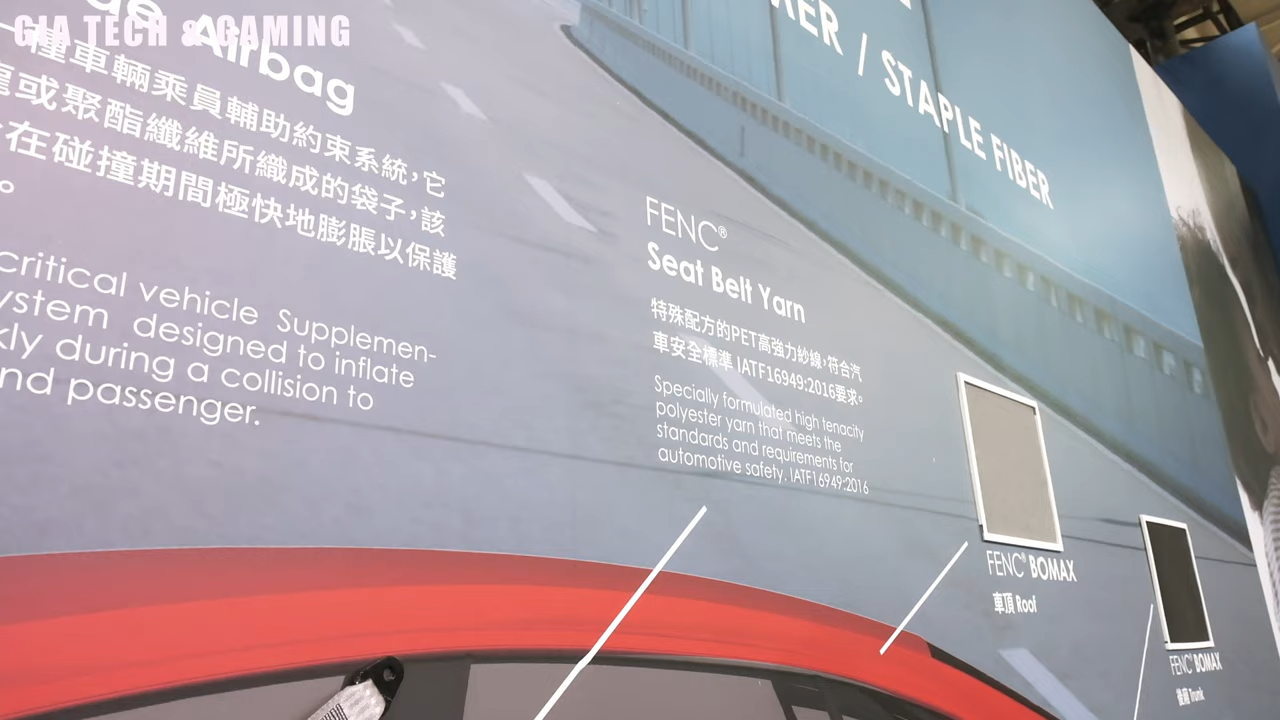 GIA TECH & GAMING
Airbag
種車輛乘員輔助約束系統,它
或聚酯纖維所織成的袋子,該
在碰撞期間極快地膨脹以保護
。
critical vehicle Supplemen-
ystem designed to inflate
kly during a collision to
nd passenger.
MER / STAPLE FIBER
FENC®
Seat Belt Yarn
特殊配方的PET高強力紗線,符合汽
車安全標準 IATF16949:2016要求。
Specially formulated high tenacity
polyester yarn that meets the
standards and requirements for
automotive safety. IATF16949:2016
FENC® BOMAX
車頂 Roof
FENC® BOMAX
後廂 Trunk